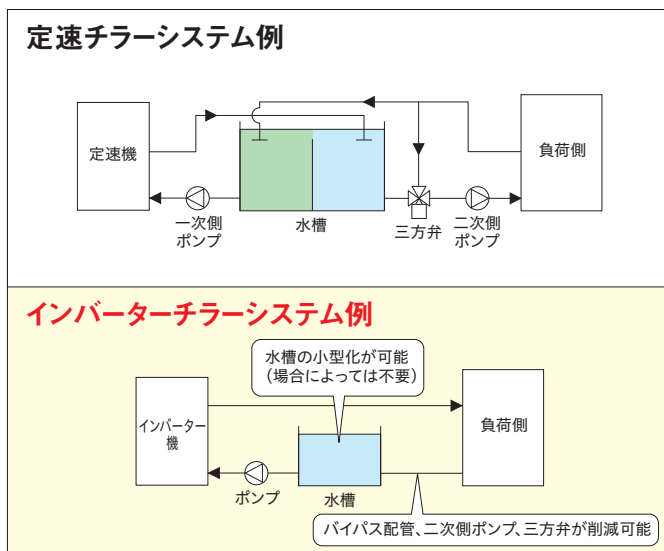 定速チラーシステム例
定速機
負荷側
一次側
ポンプ
水槽
三方弁
二次側
ポンプ
インバーターチラーシステム例
水槽の小型化が可能
（場合によっては不要）
インバーター
機
負荷側
ポンプ
水槽
バイパス配管、二次側ポンプ、三方弁が削減可能